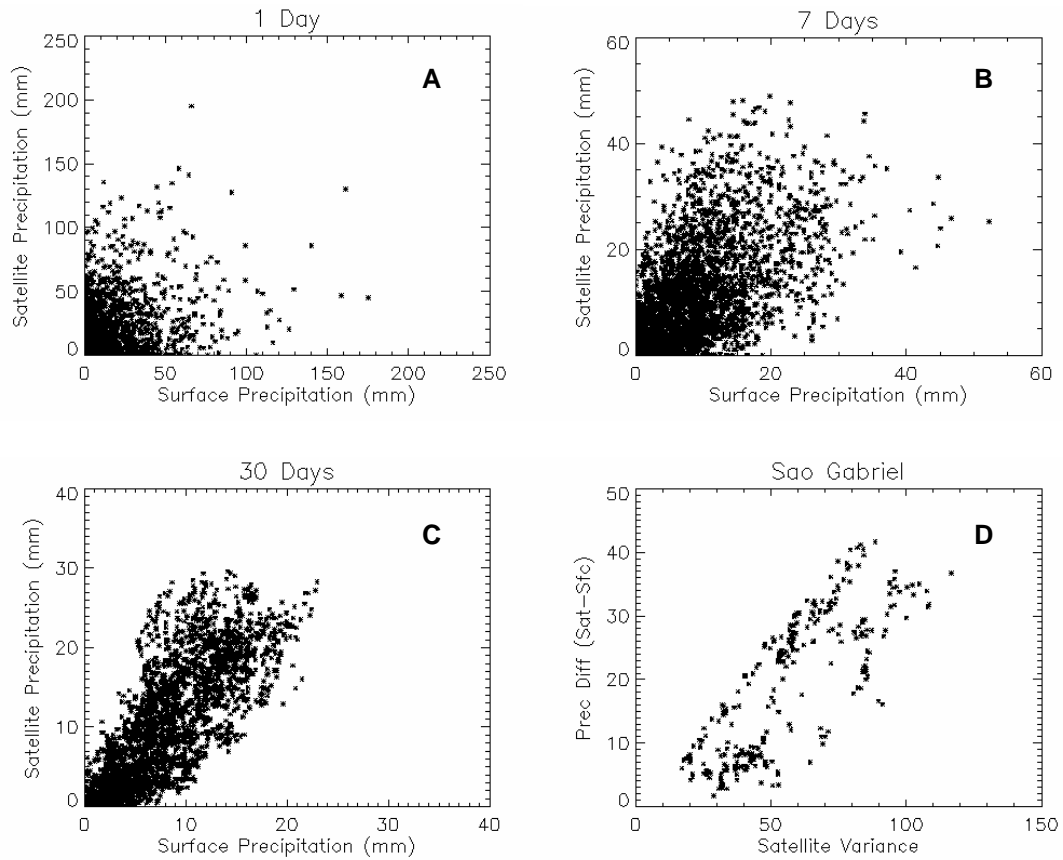 1 Day
250
200
150
100
50
0
Satellite Precipitation (mm)
A
0 50 100 150 200 250
Surface Precipitation (mm)
7 Days
60
40
20
0
Satellite Precipitation (mm)
B
0 20 40 60
Surface Precipitation (mm)
30 Days
40
30
20
10
0
Satellite Precipitation (mm)
C
0 10 20 30 40
Surface Precipitation (mm)
Sao Gabriel
50
40
30
20
10
0
Prec Diff (Sat-Sfc)
D
0 50 100 150
Satellite Variance